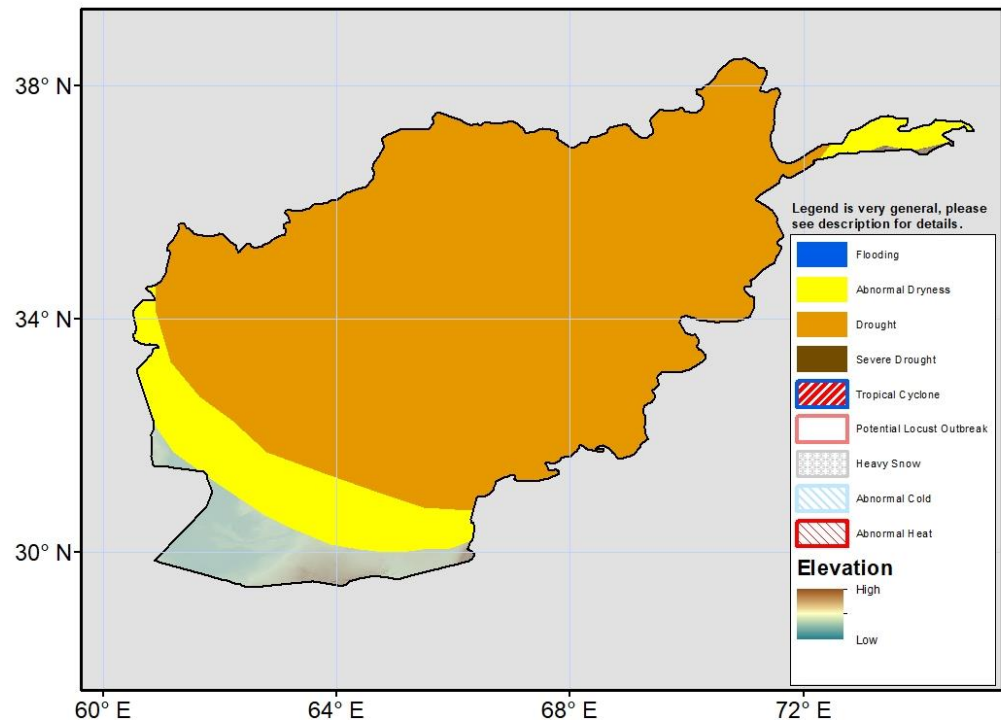 38° N
34° N
30° N
60° E
64° E
68° E
72° E
Legend is very general, please
see description for details.
Flooding
Abnormal Dryness
Drought
Severe Drought
Tropical Cyclone
Potential Locust Outbreak
Heavy Snow
Abnormal Cold
Abnormal Heat
Elevation
High
Low